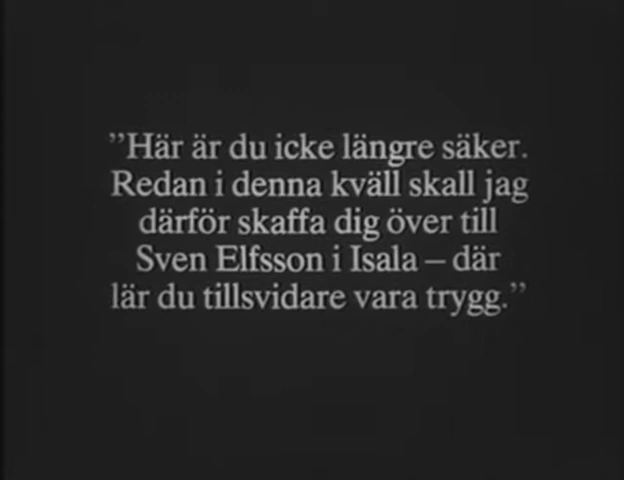 ”Här är du icke längre säker.
Redan i denna kväll skall jag
därför skaffa dig över till
Sven Elfsson i Isala – där
lär du tillsvidare vara trygg.”